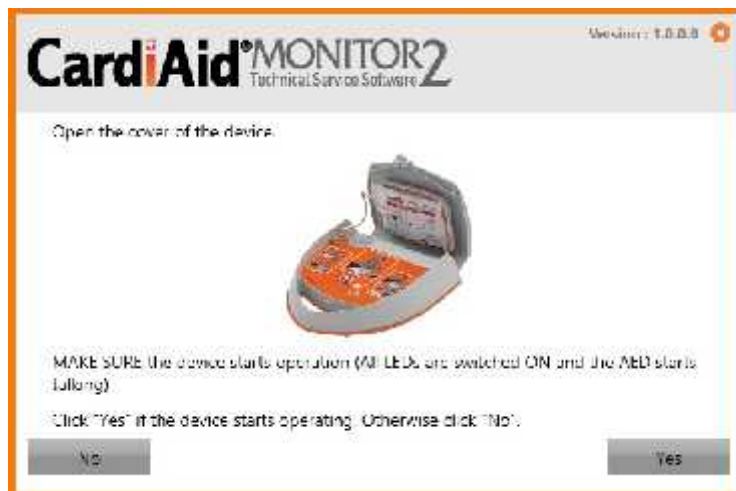 CardiAid® MONITOR2
Technical Service Software
Version : 1.0.0.0
Open the cover of the device.
MAKE SURE the device starts operation (All LEDs are switched ON and the AED starts
talking)
Click "Yes" if the device starts operating. Otherwise click "No".
No
Yes